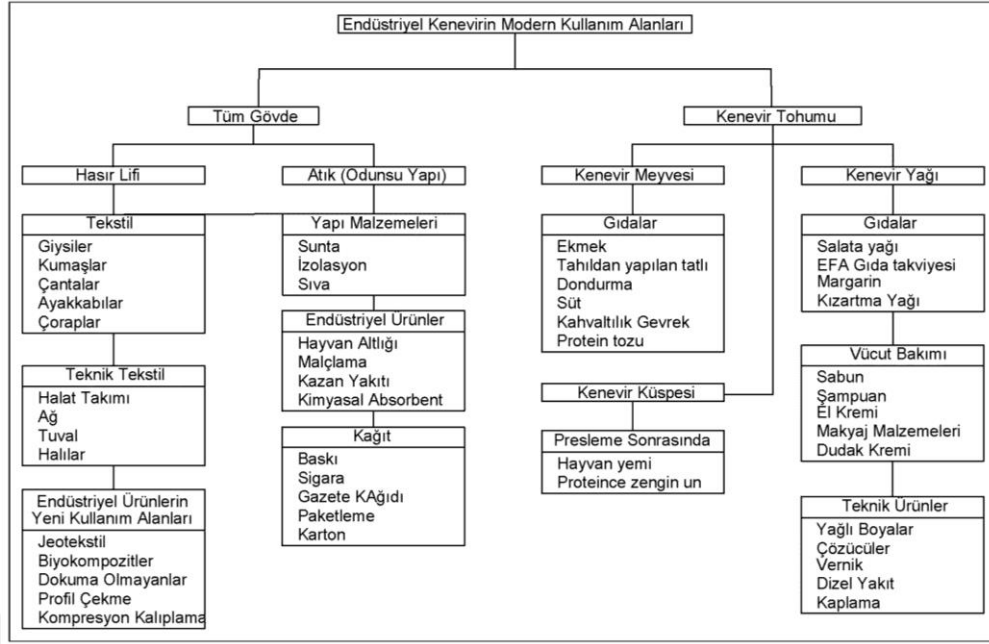 Endüstriyel Kenevirin Modern Kullanım Alanları
Tüm Gövde
Kenevir Tohumu
Hasır Lifi
Atık (Odunsu Yapı)
Kenevir Meyvesi
Kenevir Yağı
Tekstil
Giysiler
Kumaşlar
Çantalar
Ayakkabılar
Çoraplar
Teknik Tekstil
Halat Takımı
Ağ
Tuval
Halılar
Endüstriyel Ürünlerin
Yeni Kullanım Alanları
Jeotekstil
Biyokompozitler
Dokuma Olmayanlar
Profil Çekme
Kompresyon Kalıplama
Yapı Malzemeleri
Sunta
İzolasyon
Sıva
Endüstriyel Ürünler
Hayvan Altlığı
Malçlama
Kazan Yakıtı
Kimyasal Absorbent
Kağıt
Baskı
Sigara
Gazete KAğıdı
Paketleme
Karton
Gıdalar
Ekmek
Tahıldan yapılan tatlı
Dondurma
Süt
Kahvaltılık Gevrek
Protein tozu
Kenevir Küspesi
Presleme Sonrasında
Hayvan yemi
Proteince zengin un
Gıdalar
Salata yağı
EFA Gıda takviyesi
Margarin
Kızartma Yağı
Vücut Bakımı
Sabun
Şampuan
El Kremi
Makyaj Malzemeleri
Dudak Kremi
Teknik Ürünler
Yağlı Boyalar
Çözücüler
Vernik
Dizel Yakıt
Kaplama